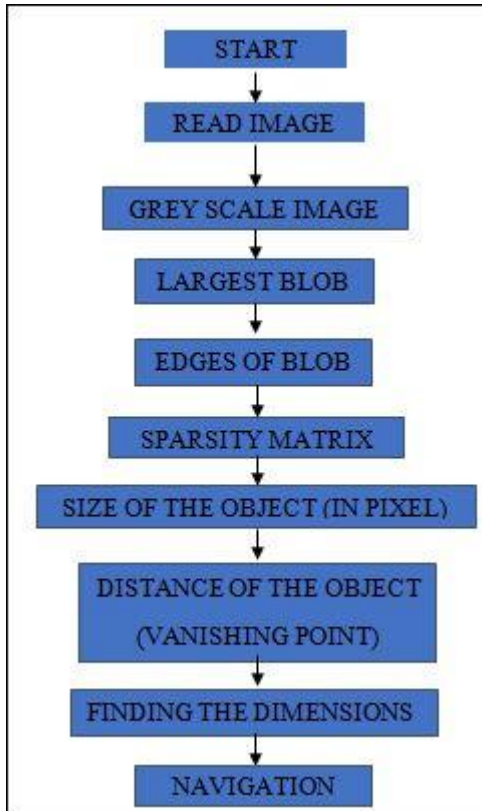 START
READ IMAGE
GREY SCALE IMAGE
LARGEST BLOB
EDGES OF BLOB
SPARSITY MATRIX
SIZE OF THE OBJECT (IN PIXEL)
DISTANCE OF THE OBJECT
(VANISHING POINT)
FINDING THE DIMENSIONS
NAVIGATION